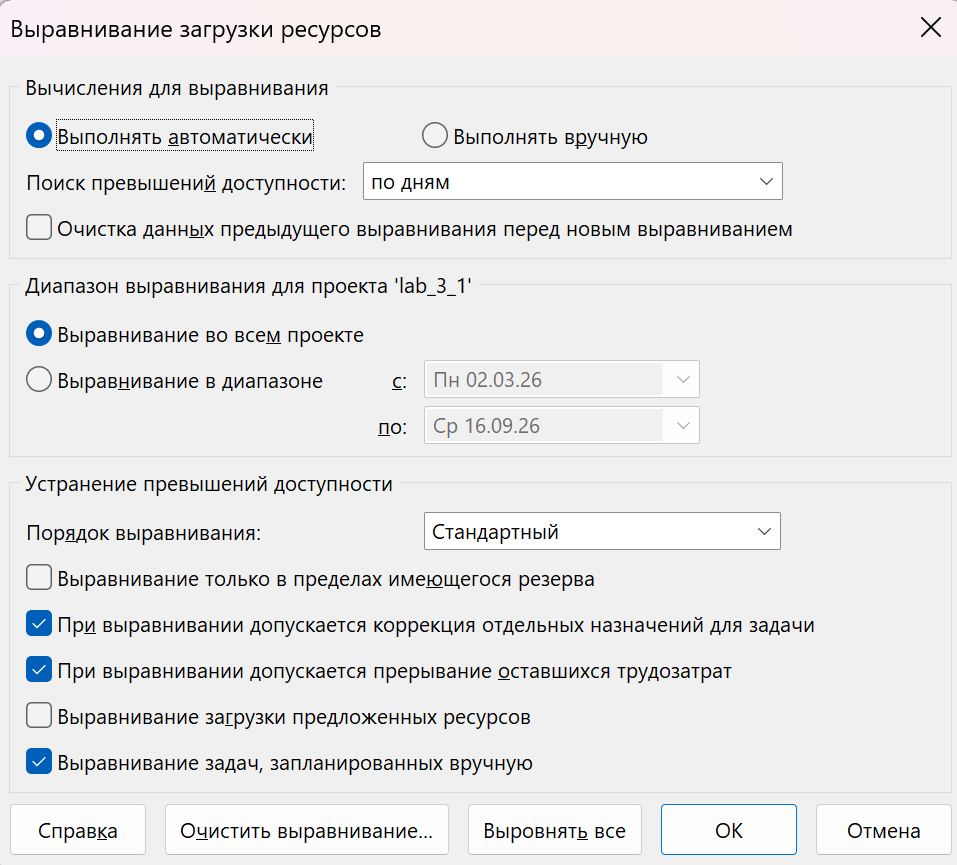 Выравнивание загрузки ресурсов
Вычисления для выравнивания
Выполнять автоматически Выполнять вручную
Поиск превышений доступности: по дням
Очистка данных предыдущего выравнивания перед новым выравниванием
Диапазон выравнивания для проекта 'lab_3_1'
Выравнивание во всем проекте
Выравнивание в диапазоне с: Пн 02.03.26
по: Ср 16.09.26
Устранение превышений доступности
Порядок выравнивания: Стандартный
Выравнивание только в пределах имеющегося резерва
При выравнивании допускается коррекция отдельных назначений для задачи
При выравнивании допускается прерывание оставшихся трудозатрат
Выравнивание загрузки предложенных ресурсов
Выравнивание задач, запланированных вручную
Справка Очистить выравнивание... Выровнять все ОК Отмена